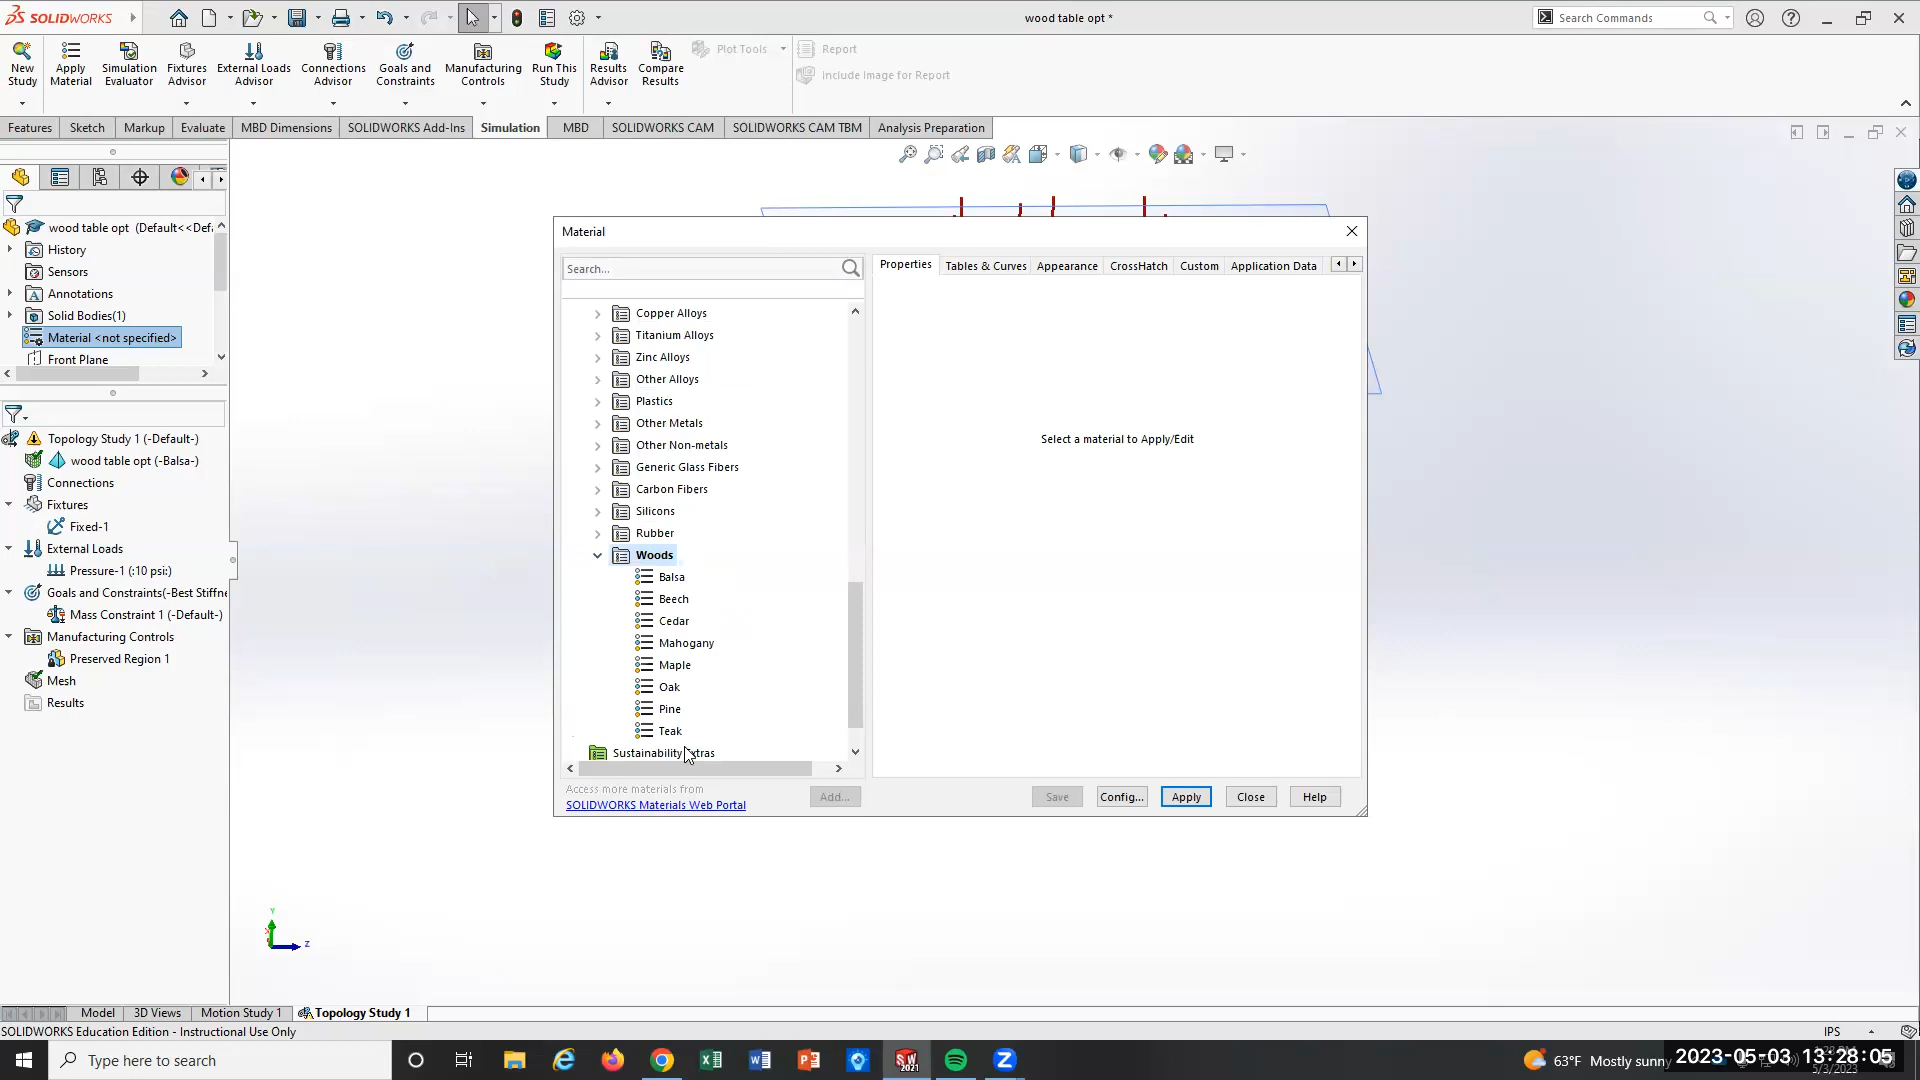 SOLIDWORKS
wood table opt *
Search Commands
New Study
Apply Material
Simulation Evaluator
Fixtures Advisor
External Loads Advisor
Connections Advisor
Goals and Constraints
Manufacturing Controls
Run This Study
Results Advisor
Compare Results
Plot Tools
Report
Include Image for Report
Features
Sketch
Markup
Evaluate
MBD Dimensions
SOLIDWORKS Add-Ins
Simulation
MBD
SOLIDWORKS CAM
SOLIDWORKS CAM TBM
Analysis Preparation
wood table opt (Default<<Def
History
Sensors
Annotations
Solid Bodies(1)
Material <not specified>
Front Plane
Topology Study 1 (-Default-)
wood table opt (-Balsa-)
Connections
Fixtures
Fixed-1
External Loads
Pressure-1 (:10 psi:)
Goals and Constraints(-Best Stiffne
Mass Constraint 1 (-Default-)
Manufacturing Controls
Preserved Region 1
Mesh
Results
Material
Search...
Copper Alloys
Titanium Alloys
Zinc Alloys
Other Alloys
Plastics
Other Metals
Other Non-metals
Generic Glass Fibers
Carbon Fibers
Silicons
Rubber
Woods
Balsa
Beech
Cedar
Mahogany
Maple
Oak
Pine
Teak
Sustainability Extras
Access more materials from
SOLIDWORKS Materials Web Portal
Add...
Properties
Tables & Curves
Appearance
CrossHatch
Custom
Application Data
Select a material to Apply/Edit
Save
Config...
Apply
Close
Help
Y
Z
Model
3D Views
Motion Study 1
Topology Study 1
SOLIDWORKS Education Edition - Instructional Use Only
IPS
Type here to search
63°F Mostly sunny
2023-05-03 13:28:05
5/3/2023